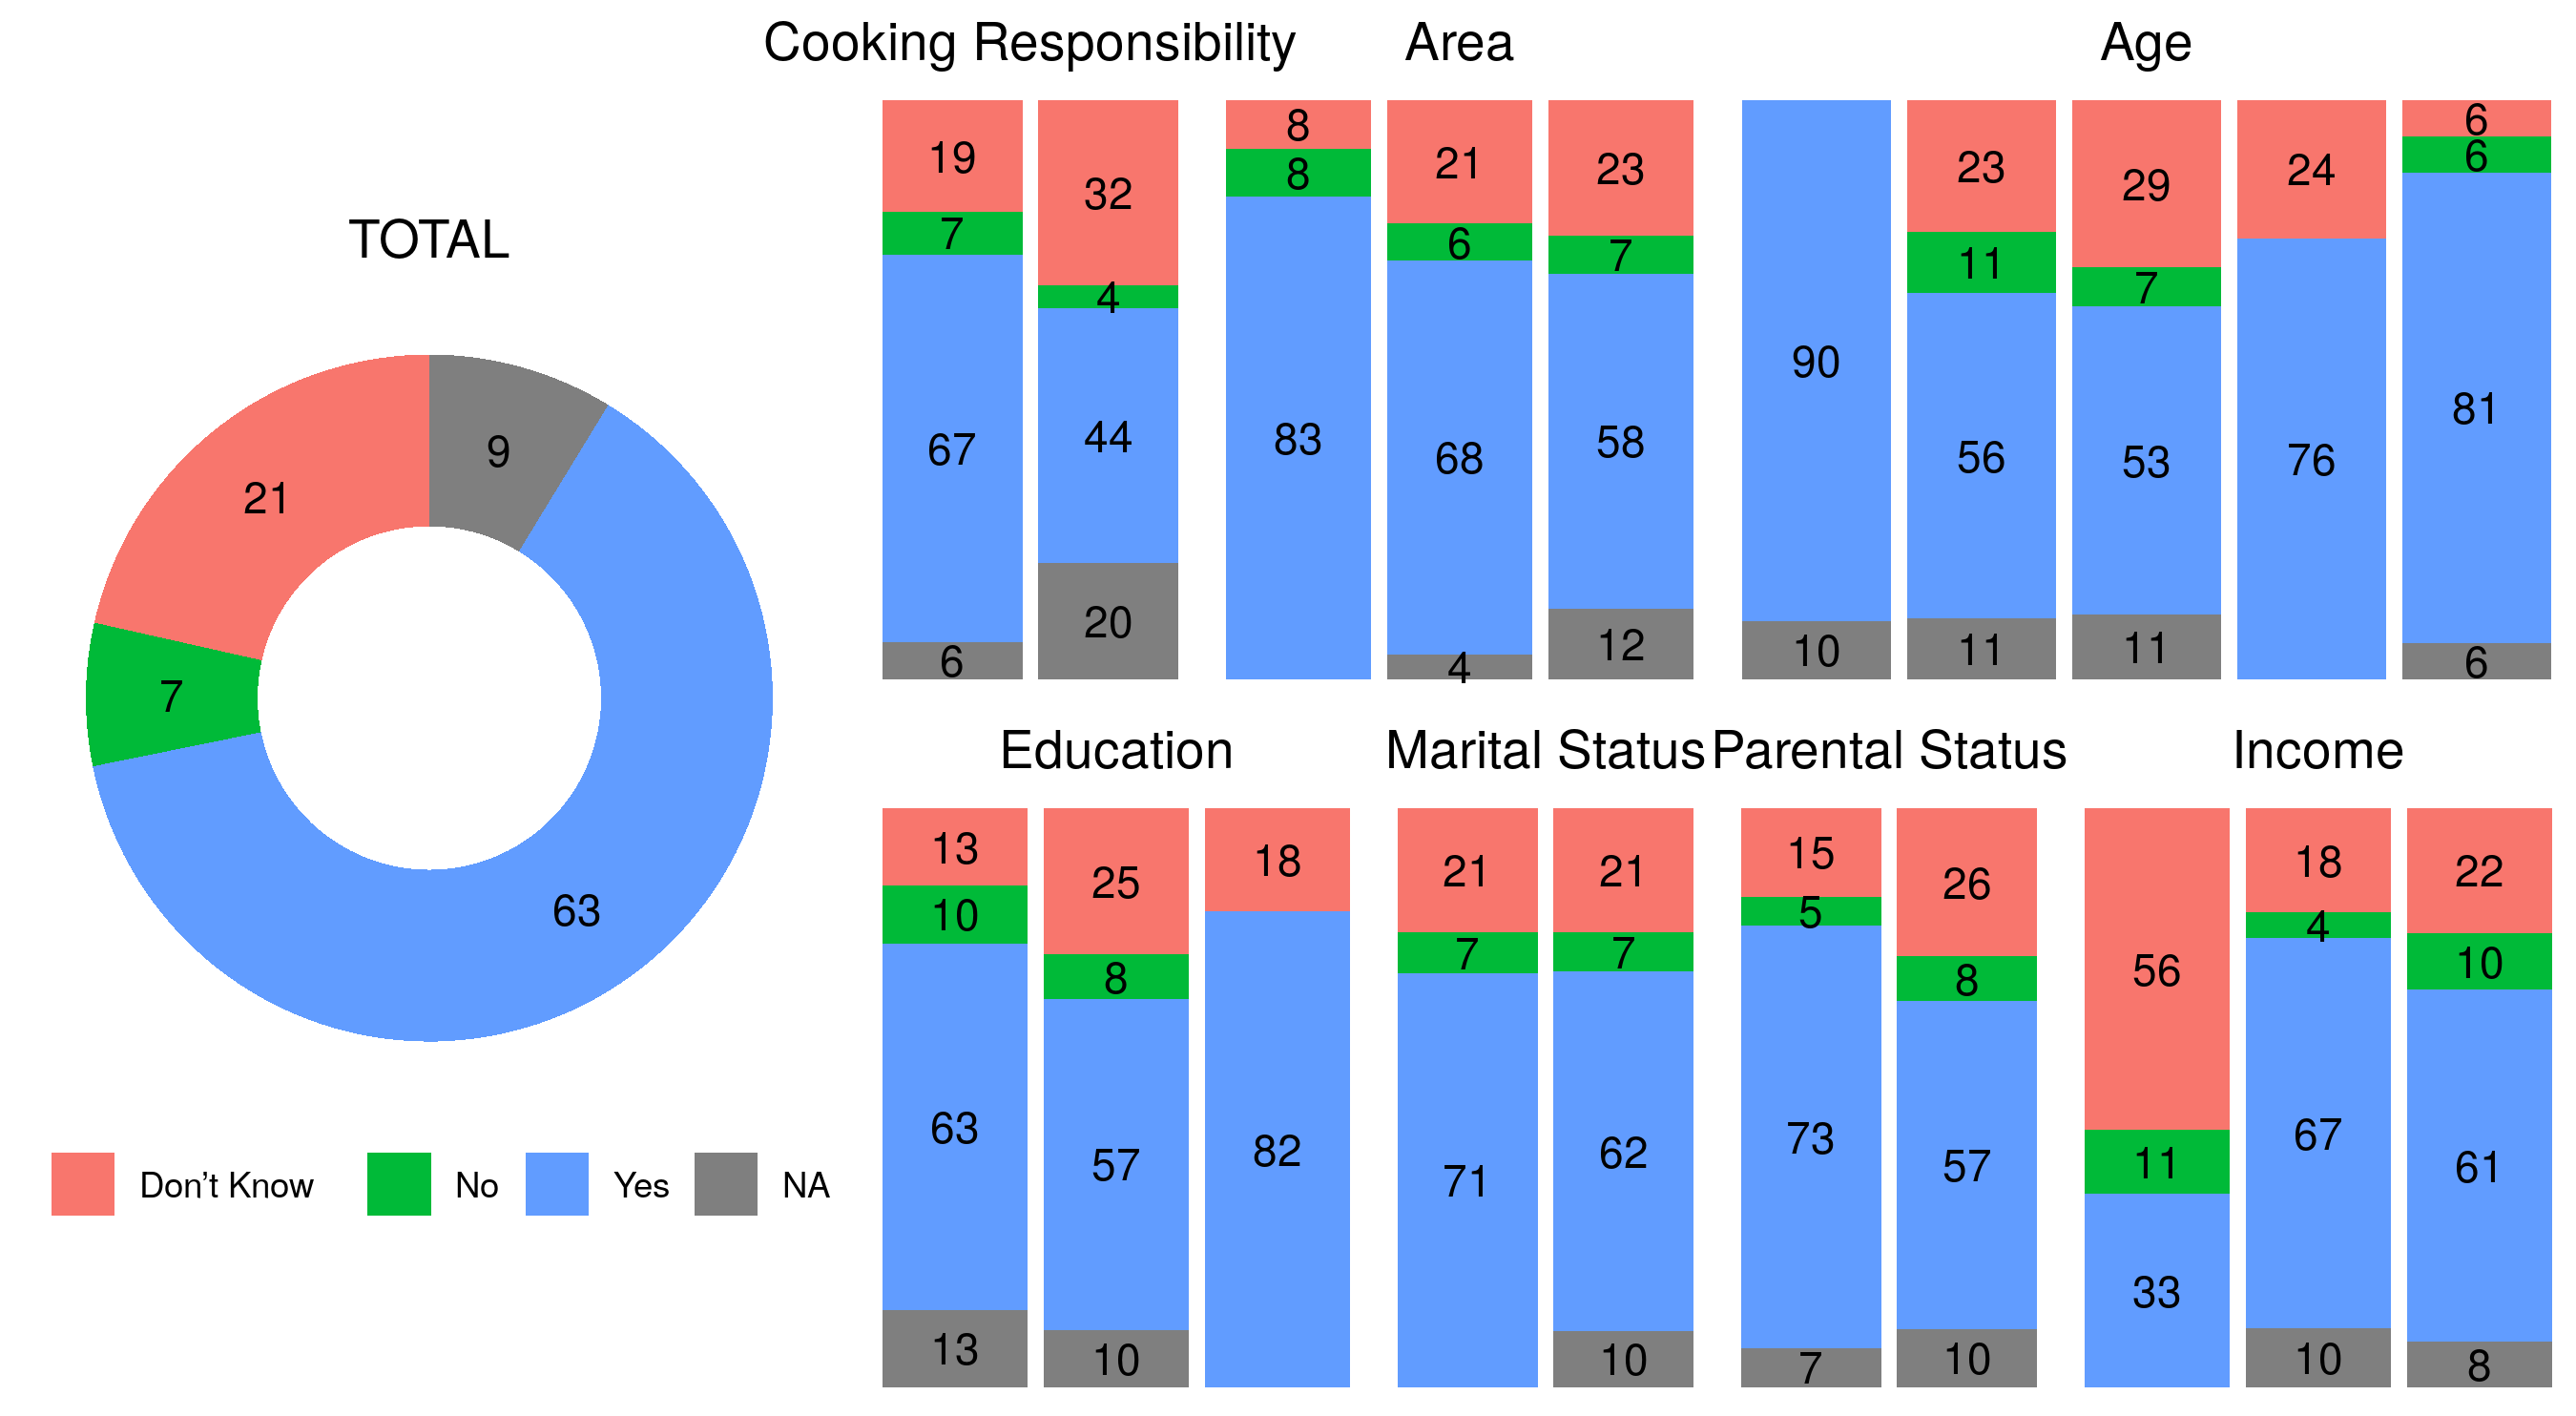 TOTAL
9
21
7
63
Don’t Know No Yes NA
Cooking Responsibility
19 32
7 4
67 44
6 20
Area
8 21 23
8 6 7
83 68 58
4 12
Age
23 29 24 6
11 7 6
90 56 53 76 81
10 11 11 6
Education
13 25 18
10 8
63 57 82
13 10
Marital Status
21 21
7 7
71 62
10
Parental Status
15 26
5 8
73 57
7 10
Income
56 18 22
11 4 10
33 67 61
10 8